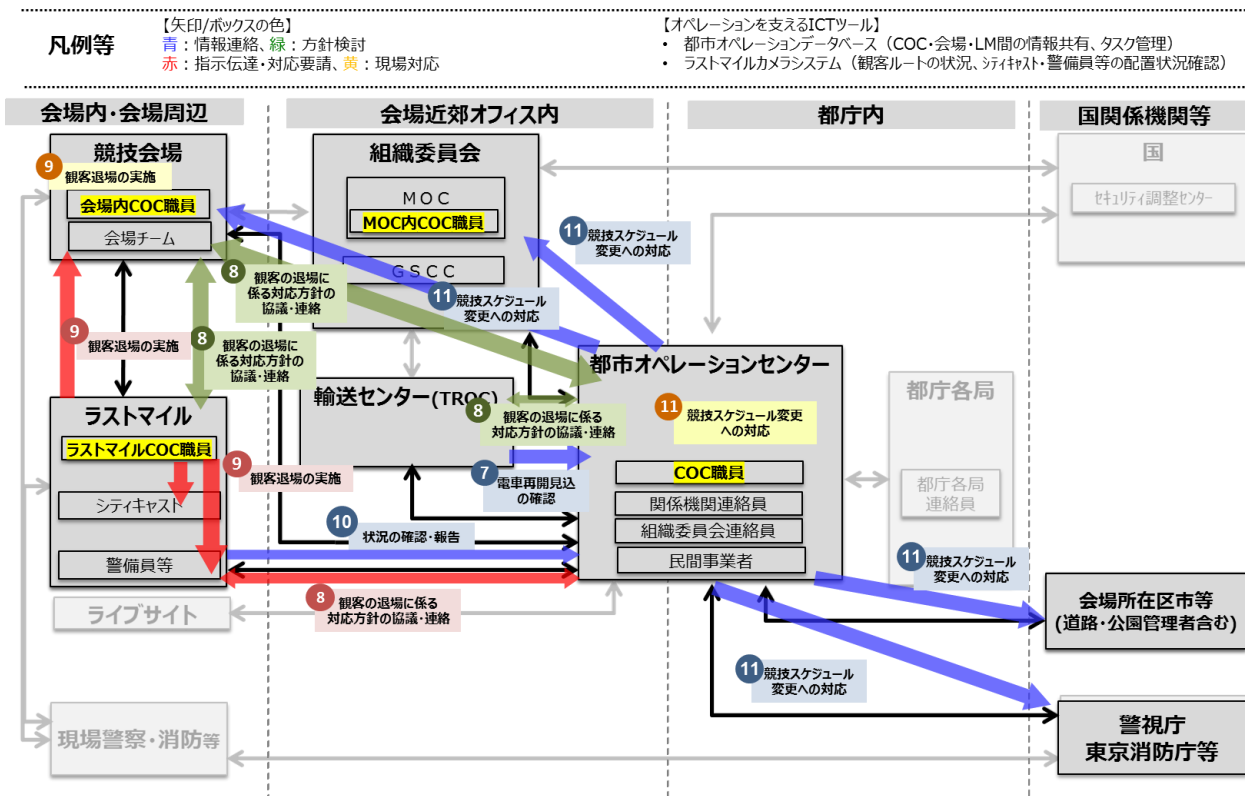 凡例等
【矢印/ボックスの色】
青：情報連絡、緑：方針検討
赤：指示伝達・対応要請、黄：現場対応
【オペレーションを支えるICTツール】
• 都市オペレーションデータベース（COC・会場・LM間の情報共有、タスク管理）
• ラストマイルカメラシステム（観客ルートの状況、シティキャスト・警備員等の配置状況確認）
会場内・会場周辺
会場近郊オフィス内
都庁内
国関係機関等
競技会場
9
観客退場の実施
会場内COC職員
会場チーム
組織委員会
MOC
MOC内COC職員
GSCC
国
セキュリティ調整センター
11
競技スケジュール
変更への対応
8
観客の退場に
係る対応方針の
協議・連絡
11
競技スケジュール
変更への対応
9
観客退場の実施
8
観客の退場に
係る対応方針の
協議・連絡
ラストマイル
ラストマイルCOC職員
シティキャスト
警備員等
9
観客退場の実施
輸送センター(TROC)
8
観客の退場に係る
対応方針の協議・連絡
7
電車再開見込
の確認
10
状況の確認・報告
8
観客の退場に係る
対応方針の協議・連絡
都市オペレーションセンター
11
競技スケジュール変更
への対応
COC職員
関係機関連絡員
組織委員会連絡員
民間事業者
都庁各局
都庁各局
連絡員
11
競技スケジュール
変更への対応
11
競技スケジュール
変更への対応
会場所在区市等
(道路・公園管理者含む)
警視庁
東京消防庁等
ライブサイト
現場警察・消防等